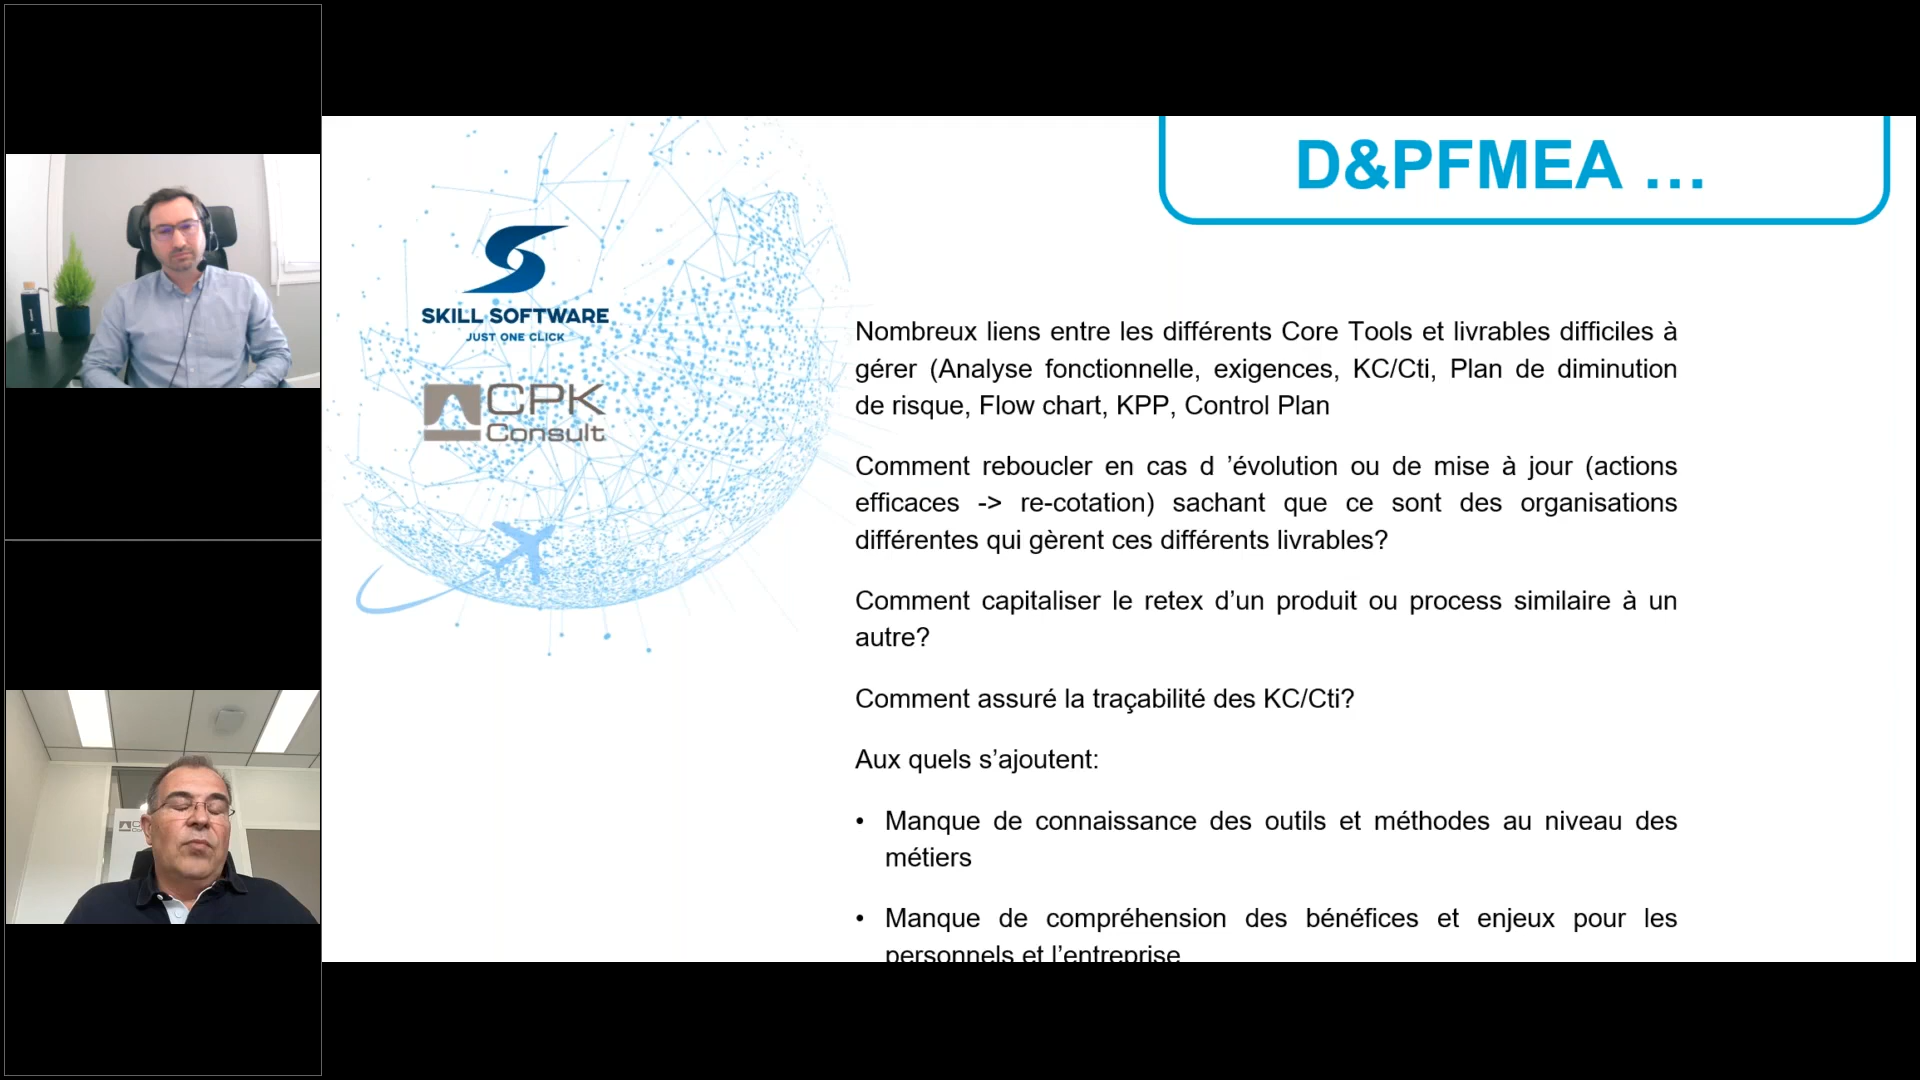 D&PFMEA ...
SKILL SOFTWARE
JUST ONE CLICK
CPK
Consult
Nombreux liens entre les différents Core Tools et livrables difficiles à
gérer (Analyse fonctionnelle, exigences, KC/Cti, Plan de diminution
de risque, Flow chart, KPP, Control Plan
Comment reboucler en cas d ’évolution ou de mise à jour (actions
efficaces -> re-cotation) sachant que ce sont des organisations
différentes qui gèrent ces différents livrables?
Comment capitaliser le retex d’un produit ou process similaire à un
autre?
Comment assuré la traçabilité des KC/Cti?
Aux quels s’ajoutent:
• Manque de connaissance des outils et méthodes au niveau des
métiers
• Manque de compréhension des bénéfices et enjeux pour les
personnels et l’entreprise